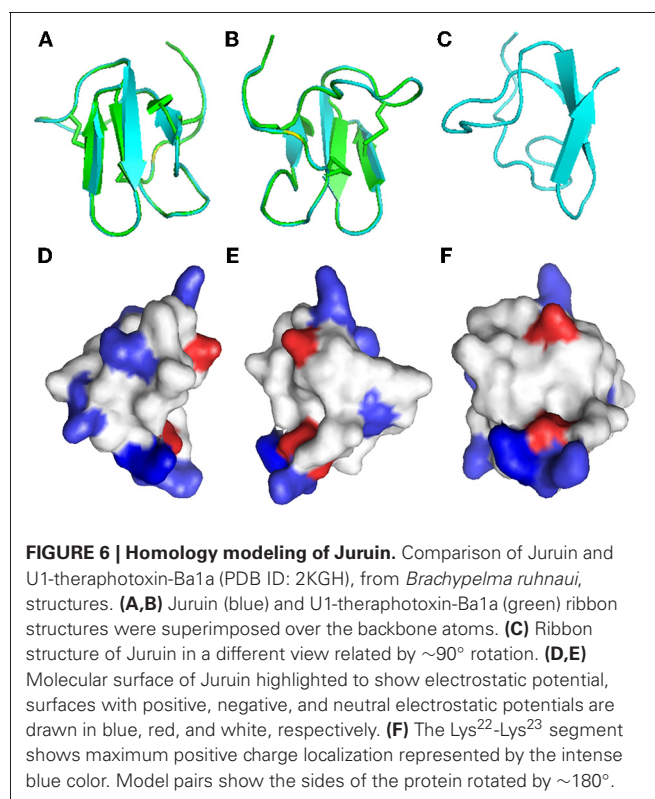 A
B
C
D
E
F
FIGURE 6 | Homology modeling of Juruin. Comparison of Juruin and
U1-theraphotoxin-Ba1a (PDB ID: 2KGH), from Brachypelma ruhnaui,
structures. (A,B) Juruin (blue) and U1-theraphotoxin-Ba1a (green) ribbon
structures were superimposed over the backbone atoms. (C) Ribbon
structure of Juruin in a different view related by ∼90° rotation. (D,E)
Molecular surface of Juruin highlighted to show electrostatic potential,
surfaces with positive, negative, and neutral electrostatic potentials are
drawn in blue, red, and white, respectively. (F) The Lys²²-Lys²³ segment
shows maximum positive charge localization represented by the intense
blue color. Model pairs show the sides of the protein rotated by ∼180°.